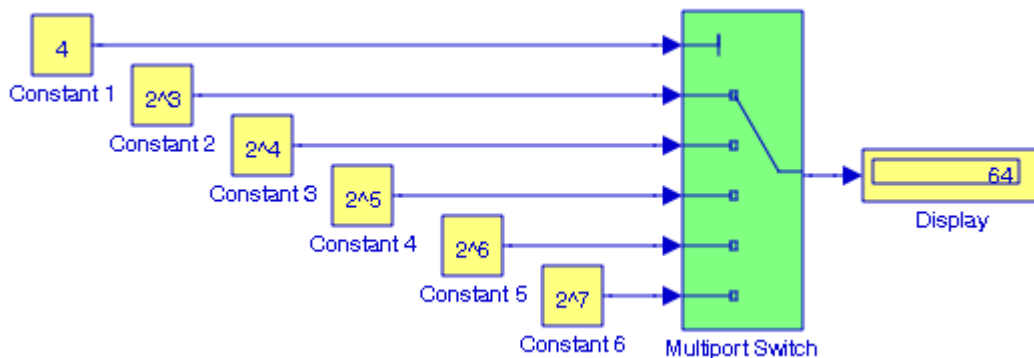 4
Constant 1
2^3
Constant 2
2^4
Constant 3
2^5
Constant 4
2^6
Constant 5
2^7
Constant 6
Multiport Switch
64
Display